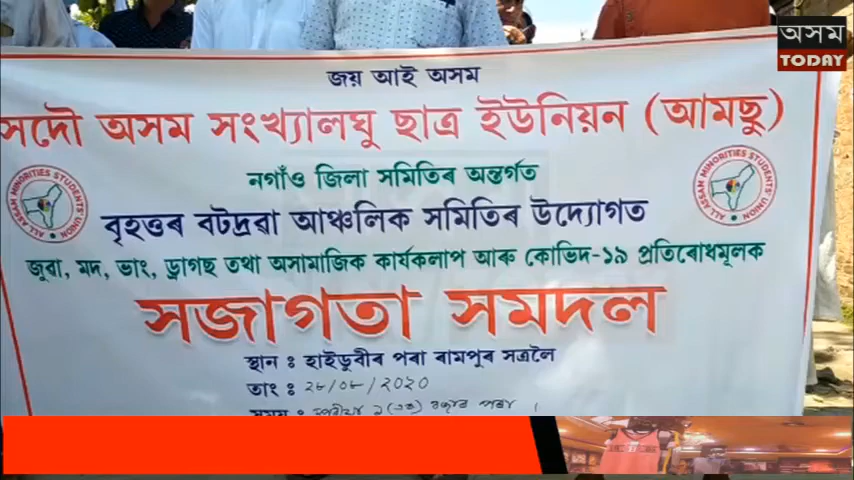 অসম
TODAY
জয় আই অসম
সদৌ অসম সংখ্যালঘু ছাত্ৰ ইউনিয়ন (আমছু)
নগাঁও জিলা সমিতিৰ অন্তৰ্গত
বৃহত্তৰ বটদ্ৰৱা আঞ্চলিক সমিতিৰ উদ্যোগত
ALL ASSAM MINORITIES STUDENTS' UNION
ALL ASSAM MINORITIES STUDENTS' UNION
জুৱা, মদ, ভাং, ড্ৰাগছ তথা অসামাজিক কাৰ্যকলাপ আৰু কোভিদ-১৯ প্ৰতিৰোধমূলক
সজাগতা সমদল
স্থান : হাইডুবীৰ পৰা ৰামপুৰ সত্ৰলৈ
তাং : ২৮/০৮/২০২০